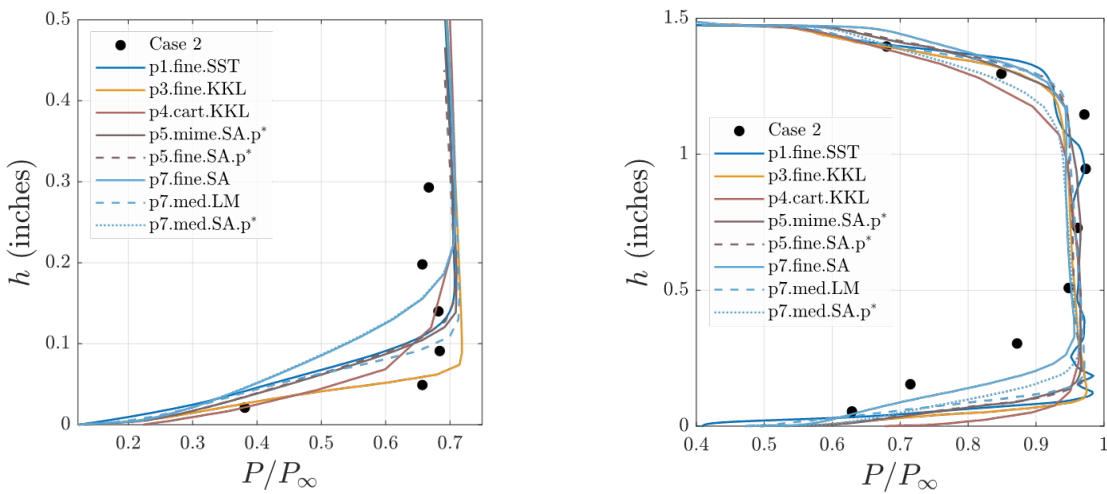 0.5
0.4
0.3
0.2
0.1
0
h (inches)
Case 2
p1.fine.SST
p3.fine.KKL
p4.cart.KKL
p5.mime.SA.p*
p5.fine.SA.p*
p7.fine.SA
p7.med.LM
p7.med.SA.p*
0.2 0.3 0.4 0.5 0.6 0.7
P/P∞
1.5
1
0.5
0
h (inches)
Case 2
p1.fine.SST
p3.fine.KKL
p4.cart.KKL
p5.mime.SA.p*
p5.fine.SA.p*
p7.fine.SA
p7.med.LM
p7.med.SA.p*
0.4 0.5 0.6 0.7 0.8 0.9 1
P/P∞